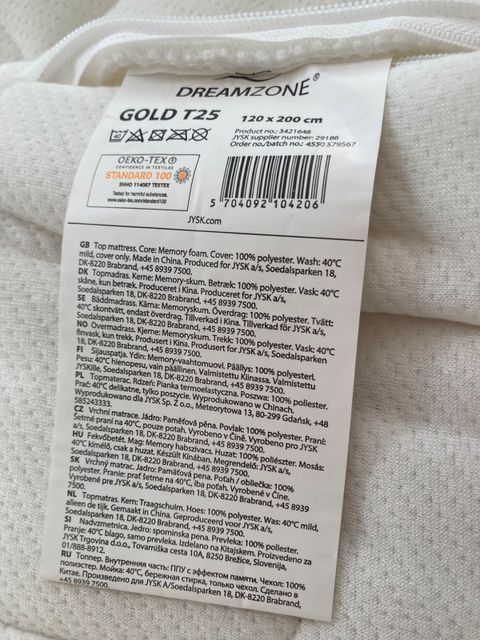 DREAMZONE®
GOLD T25
120 x 200 cm
Product no.: 3421646
JYSK supplier number: 29186
Order no./batch no.: 4550 579567
40
OEKO-TEX®
CONFIDENCE IN TEXTILES
STANDARD 100
SHHO 114067 TESTEX
Tested for harmful substances.
www.oeko-tex.com/standard100
5 704092 104206
JYSK.com
GB Top mattress. Core: Memory foam. Cover: 100% polyester. Wash: 40°C
mild, cover only. Made in China. Produced for JYSK a/s, Soedalsparken 18,
DK-8220 Brabrand, +45 8939 7500.
DK Topmadras. Kerne: Memory-skum. Betræk: 100% polyester. Vask: 40°C
skåne, kun betræk. Produceret i Kina. Produceret for JYSK a/s,
Soedalsparken 18, DK-8220 Brabrand, +45 8939 7500.
SE Bäddmadrass. Kärna: Memoryskum. Överdrag: 100% polyester. Tvätt:
40°C skontvätt, endast överdrag. Tillverkad i Kina. Tillverkad för JYSK a/s,
Soedalsparken 18, DK-8220 Brabrand, +45 8939 7500.
NO Overmadrass. Kjerne: Memory-skum. Trekk: 100% polyester. Vask: 40°C
finvask, kun trekk. Produsert i Kina. Produsert for JYSK a/s, Soedalsparken
18, DK-8220 Brabrand, +45 8939 7500.
FI Sijauspatja. Ydin: Memory-vaahtomuovi. Päällys: 100% polyesteri.
Pesu: 40°C hienopesu, vain päällinen. Valmistettu Kiinassa. Valmistettu
JYSKille, Soedalsparken 18, DK-8220 Brabrand, +45 8939 7500.
PL Topmaterac. Rdzeń: Pianka termoelastyczna. Poszwa: 100% poliester.
Prać: 40°C delikatne, tylko poszycie. Wyprodukowano w Chinach.
Wyprodukowano dla JYSK Sp. Z o.o., Meteorytowa 13, 80-299 Gdańsk, +48
585243333.
CZ Vrchní matrace. Jádro: Paměťová pěna. Povlak: 100% polyester. Praní:
Šetrné praní na 40°C, pouze potah. Vyrobeno v Číně. Vyrobeno pro JYSK
a/s, Soedalsparken 18, DK-8220 Brabrand, +45 8939 7500.
HU Fekvőbetét. Mag: Memory habszivacs. Huzat: 100% poliészter. Mosás:
40°C kímélő, csak a huzat. Készült Kínában. Megrendelő: JYSK a/s,
Soedalsparken 18, DK-8220 Brabrand, +45 8939 7500.
SK Vrchný matrac. Jadro: Pamäťová pena. Poťah / obliečka: 100%
polyester. Pranie: prať šetrne na 40°C, iba poťah. Vyrobené v Číne.
Vyrobené pre JYSK a/s, Soedalsparken 18, DK-8220 Brabrand, +45 8939
7500.
NL Topmatras. Kern: Traagschuim. Hoes: 100% polyester. Was: 40°C mild,
alleen de tijk. Gemaakt in China. Geproduceerd voor JYSK a/s,
Soedalsparken 18, DK-8220 Brabrand, +45 8939 7500.
SI Nadvzmetnica. Jedro: spominska pena. Prevleka: 100% poliester.
Pranje: 40°C blago, samo prevleka. Izdelano na Kitajskem. Proizvedeno za
JYSK Trgovina d.o.o., Tovarniška cesta 10A, 8250 Brežice, Slovenija,
01/888-8912.
RU Топпер. Внутренняя часть: ППУ с эффектом памяти. Чехол: 100%
полиэстер. Мойка: 40°C, бережная стирка, только чехол. Сделано в
Китае. Произведено для JYSK A/S, Soedalsparken 18, DK-8220 Brabrand,
+45 8939 7500.